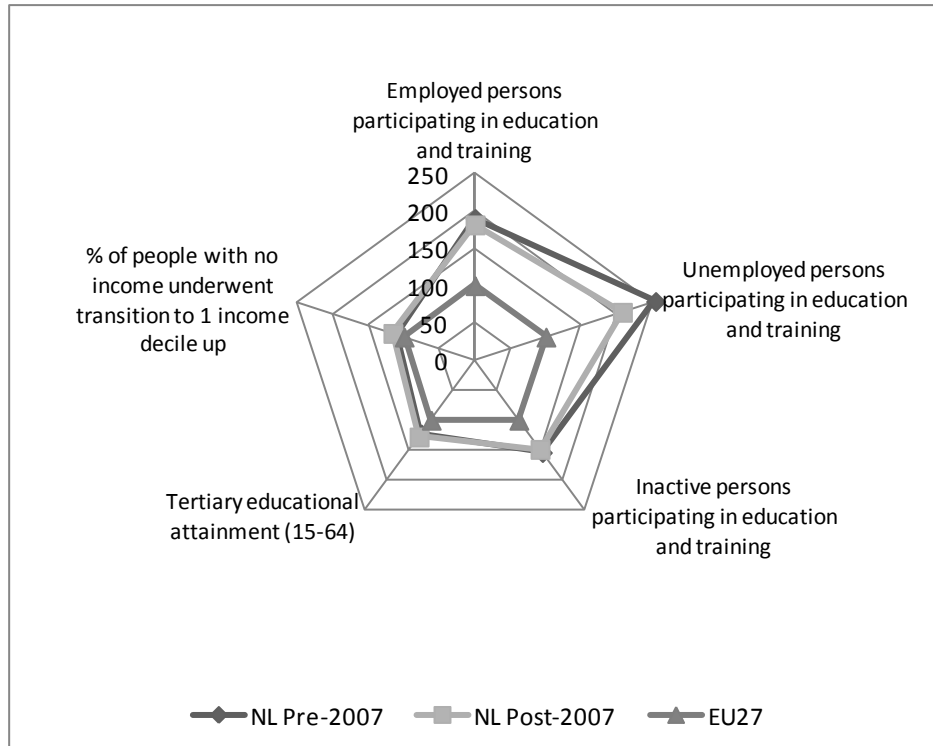 Employed persons
participating in education
and training
250
200
150
100
50
0
% of people with no
income underwent
transition to 1 income
decile up
Unemployed persons
participating in education
and training
Tertiary educational
attainment (15-64)
Inactive persons
participating in education
and training
NL Pre-2007
NL Post-2007
EU27